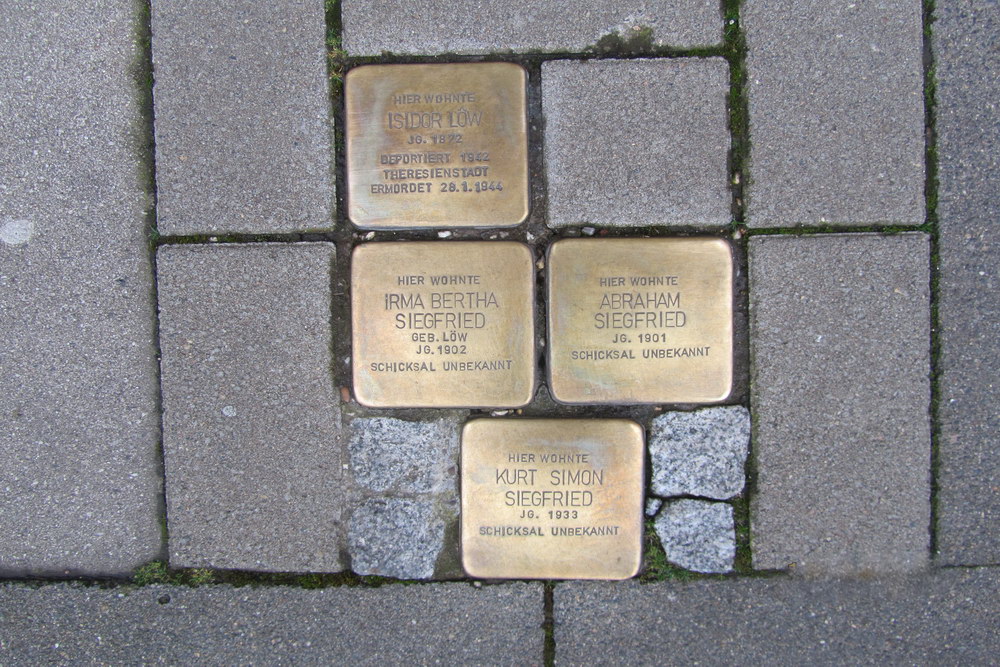 HIER WOHNTE
ISIDOR LÖW
JG. 1872
DEPORTIERT 1942
THERESIENSTADT
ERMORDET 28.1.1944
HIER WOHNTE
IRMA BERTHA
SIEGFRIED
GEB. LÖW
JG. 1902
SCHICKSAL UNBEKANNT
HIER WOHNTE
ABRAHAM
SIEGFRIED
JG. 1901
SCHICKSAL UNBEKANNT
HIER WOHNTE
KURT SIMON
SIEGFRIED
JG. 1933
SCHICKSAL UNBEKANNT